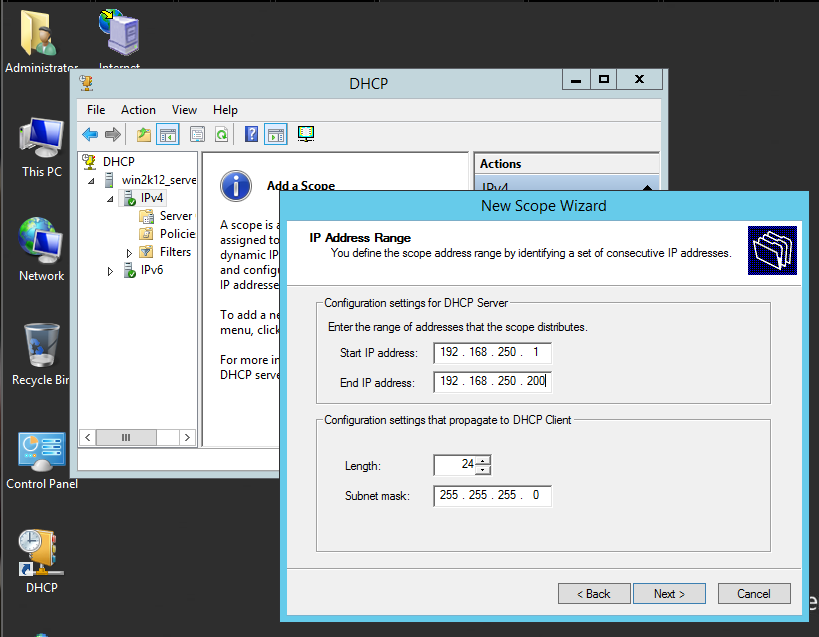 Administrator
Internet
This PC
Network
Recycle Bin
Control Panel
DHCP
DHCP
File Action View Help
DHCP
win2k12_serve
IPv4
Server
Policie
Filters
IPv6
Add a Scope
A scope is a
assigned to
dynamic IP
and configu
IP addresse
To add a ne
menu, click
For more in
DHCP serve
Actions
IPv4
New Scope Wizard
IP Address Range
You define the scope address range by identifying a set of consecutive IP addresses.
Configuration settings for DHCP Server
Enter the range of addresses that the scope distributes.
Start IP address: 192 . 168 . 250 . 1
End IP address: 192 . 168 . 250 . 200
Configuration settings that propagate to DHCP Client
Length: 24
Subnet mask: 255 . 255 . 255 . 0
< Back Next > Cancel